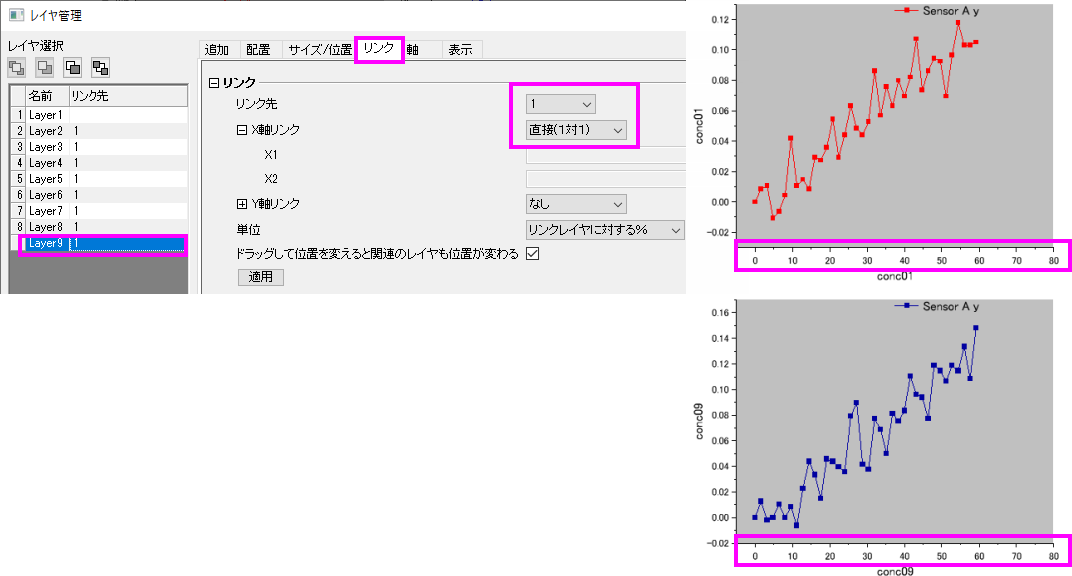 レイヤ管理
レイヤ選択
名前 リンク先
1 Layer1
2 Layer2 1
3 Layer3 1
4 Layer4 1
5 Layer5 1
6 Layer6 1
7 Layer7 1
8 Layer8 1
Layer9 1
追加 配置 サイズ/位置 リンク 軸 表示
リンク
リンク先 1
X軸リンク 直接(1対1)
X1
X2
Y軸リンク なし
単位 リンクレイヤに対する%
ドラッグして位置を変えると関連のレイヤも位置が変わる
適用
Sensor A y
0.12
0.10
0.08
0.06
0.04
0.02
0.00
-0.02
conc01
0 10 20 30 40 50 60 70 80
conc01
Sensor A y
0.16
0.14
0.12
0.10
0.08
0.06
0.04
0.02
0.00
-0.02
conc09
0 10 20 30 40 50 60 70 80
conc09